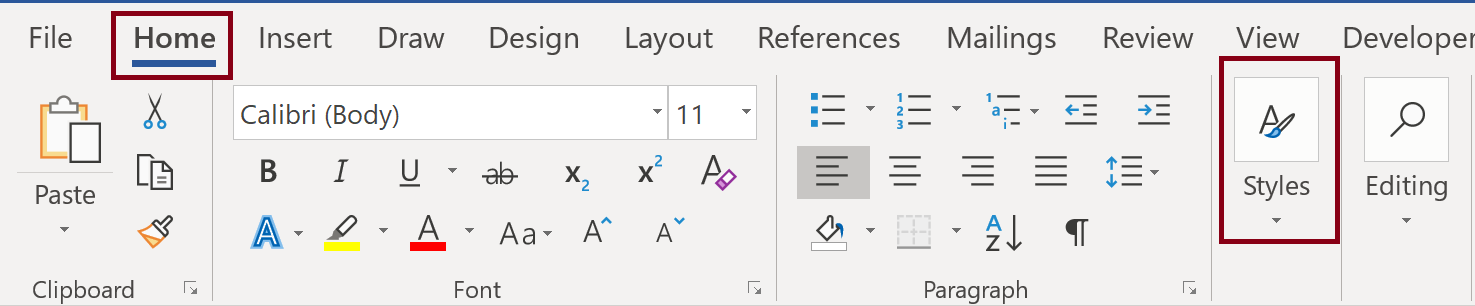 File Home Insert Draw Design Layout References Mailings Review View Developer
Calibri (Body) 11
B I U ab x2 x2 A
Paste Styles Editing
A A Aa A A A Z ¶
Clipboard Font Paragraph